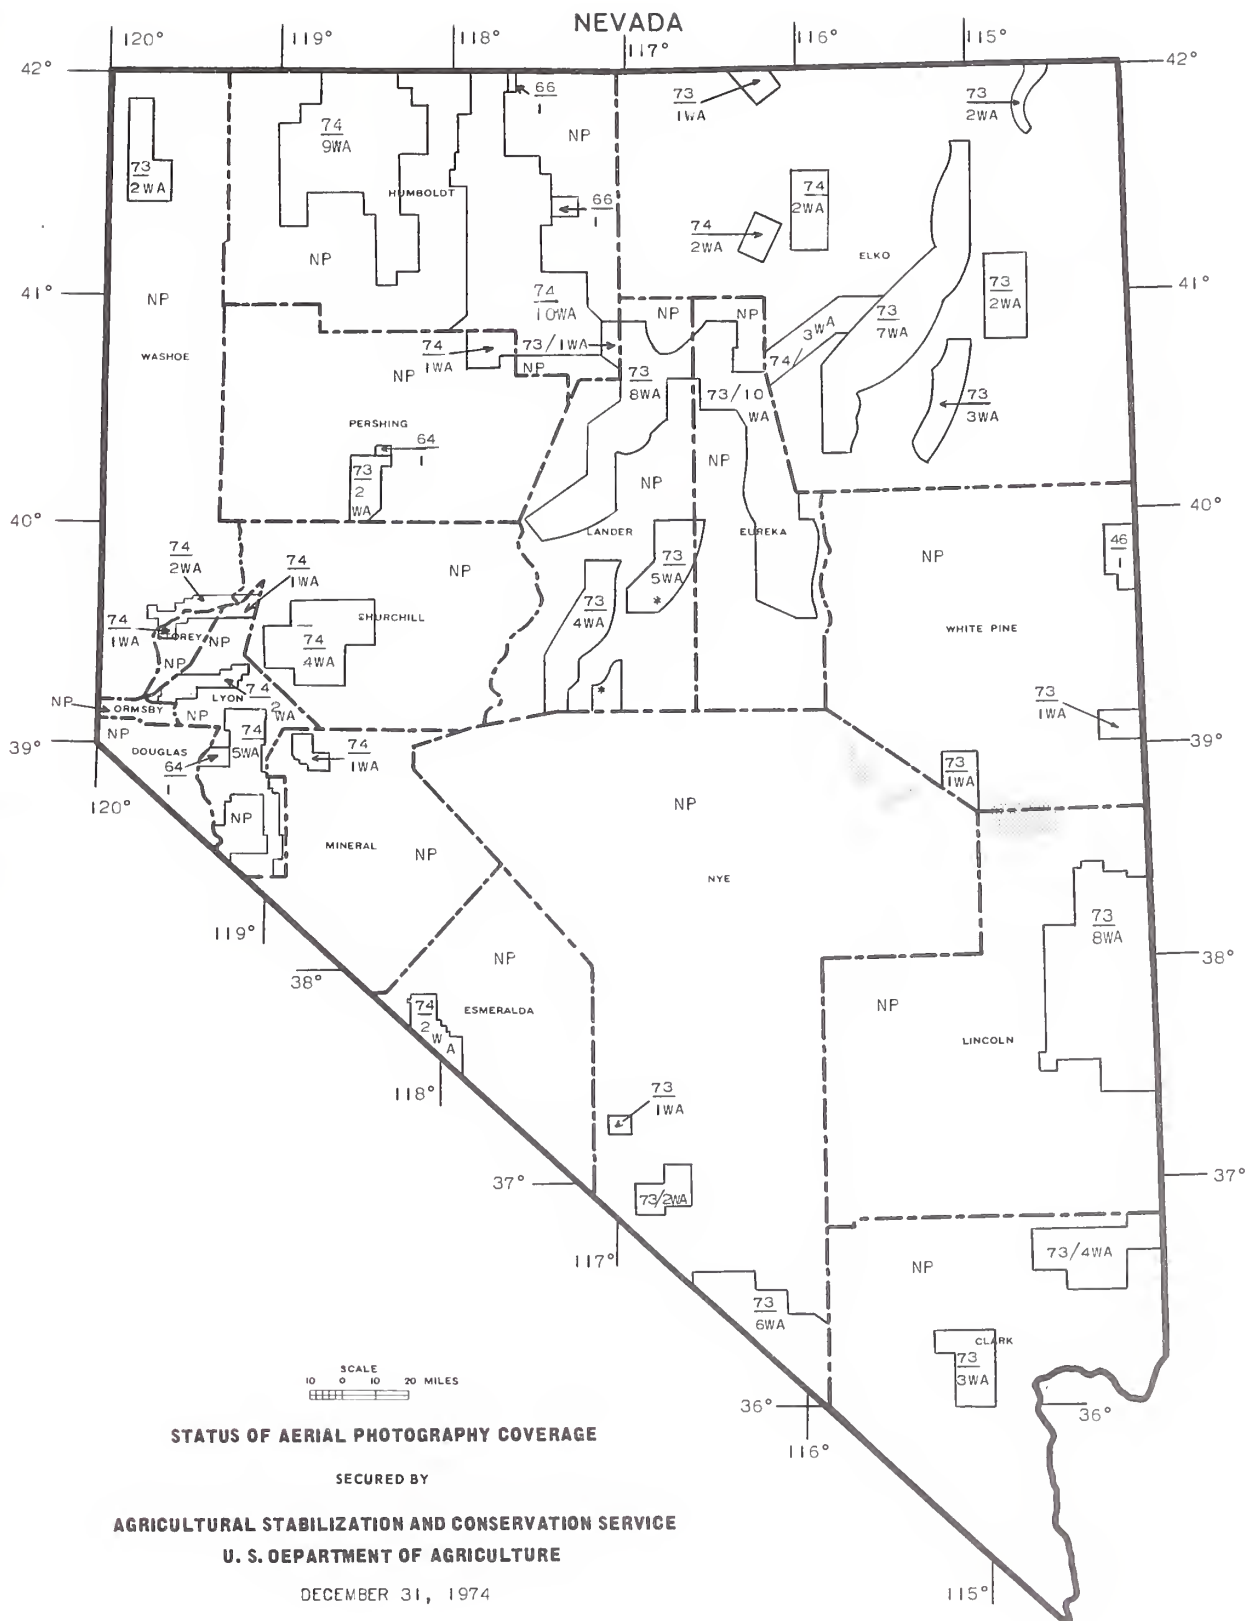 NEVADA
120° 119° 118° 117° 116° 115°
42° 42°
66
1
73
1WA
73
2WA
74
9WA
NP
73
2WA
HUMBOLDT
66
1
74
2WA
74
2WA
ELKO
NP
41° 41°
NP
74
10WA
73
2WA
NP
NP
3WA
74/
73
7WA
WASHOE
74
1WA
73/1WA
NP
NP
73
8WA
73/10
WA
73
3WA
PERSHING
64
1
73
2
WA
NP
NP
40° 40°
LANDER
EUREKA
NP
46
1
74
2WA
74
1WA
NP
73
5WA
*
74
1WA
OREY
NP
CHURCHILL
74
4WA
73
4WA
WHITE PINE
NP
*
NP
ORMSBY
LYON
NP
74
2
WA
73
1WA
NP
DOUGLAS
74
5WA
74
1WA
39° 39°
64
1
73
1WA
120°
NP
NP
MINERAL
NP
NYE
119°
73
8WA
38° 38°
NP
NP
74
2
W
A
ESMERALDA
LINCOLN
118°
73
1WA
37° 37°
73/2WA
117°
NP
73/4WA
73
6WA
CLARK
73
3WA
36° 36°
116°
115°
SCALE
10 0 10 20 MILES
STATUS OF AERIAL PHOTOGRAPHY COVERAGE
SECURED BY
AGRICULTURAL STABILIZATION AND CONSERVATION SERVICE
U. S. DEPARTMENT OF AGRICULTURE
DECEMBER 31, 1974